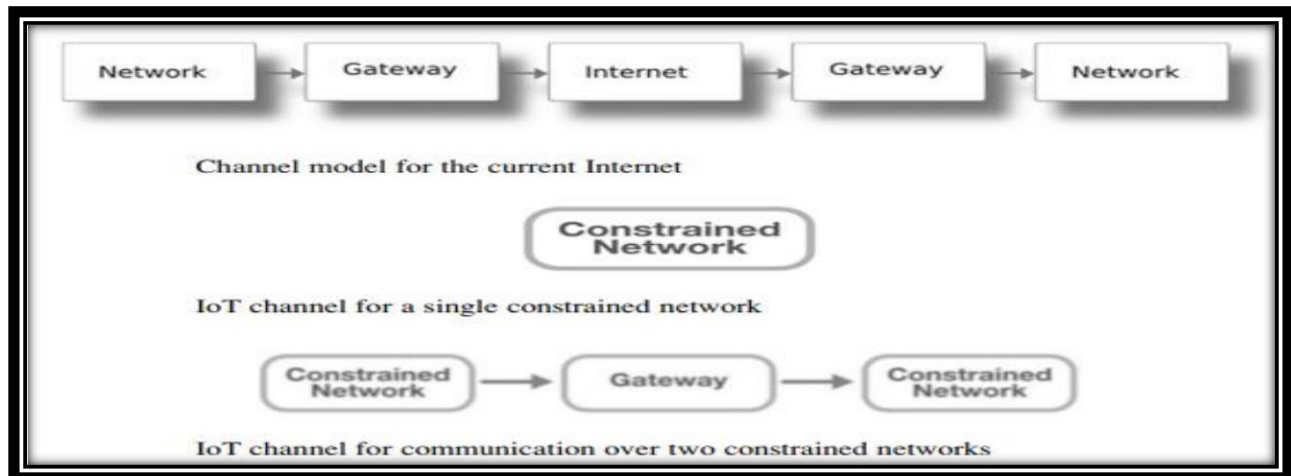 Network Gateway Internet Gateway Network
Channel model for the current Internet
Constrained
Network
IoT channel for a single constrained network
Constrained
Network
Gateway
Constrained
Network
IoT channel for communication over two constrained networks